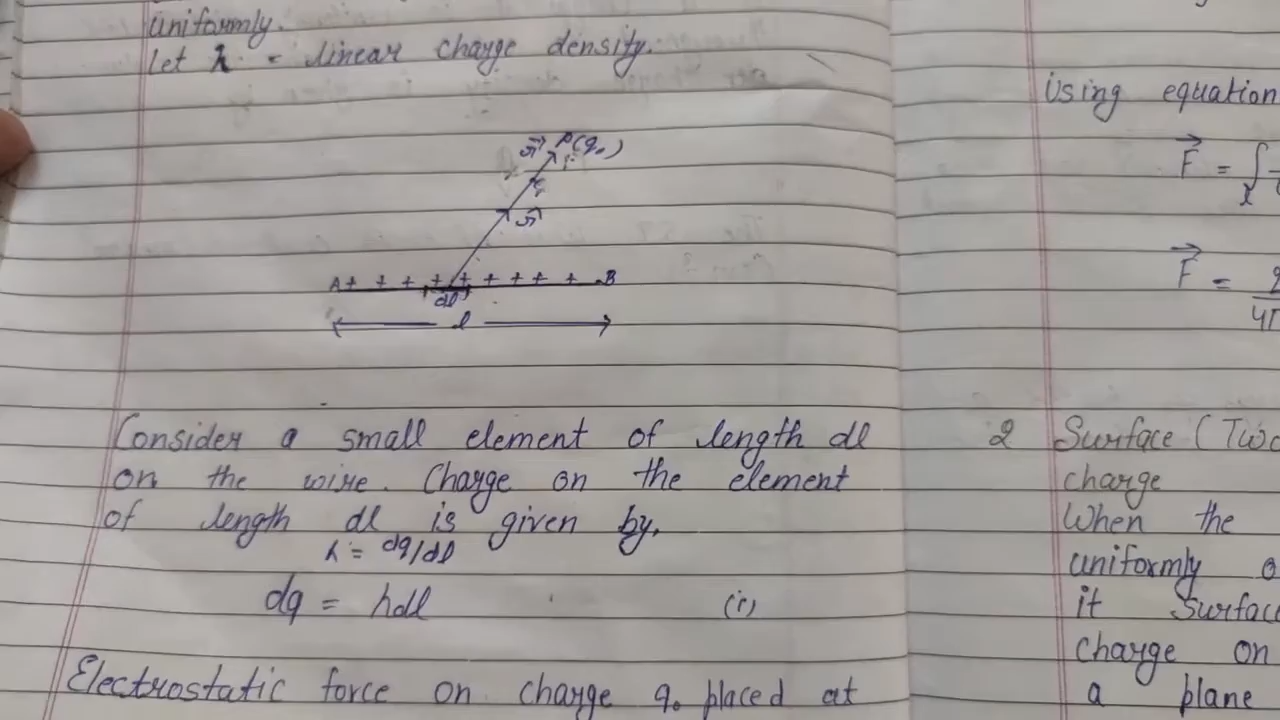 uniformly.
Let λ = linear charge density.
P(q₀)
A + + + + + + + + + B
dl
l
Consider a small element of length dl
on the wire. Charge on the element
of length dl is given by,
λ = dq/dl
dq = λdl (i)
Electrostatic force on charge q₀ placed at
Using equation
F⃗ = ∫
F⃗ =
2 Surface (Two
charge
When the
uniformly
it surface
charge on
a plane